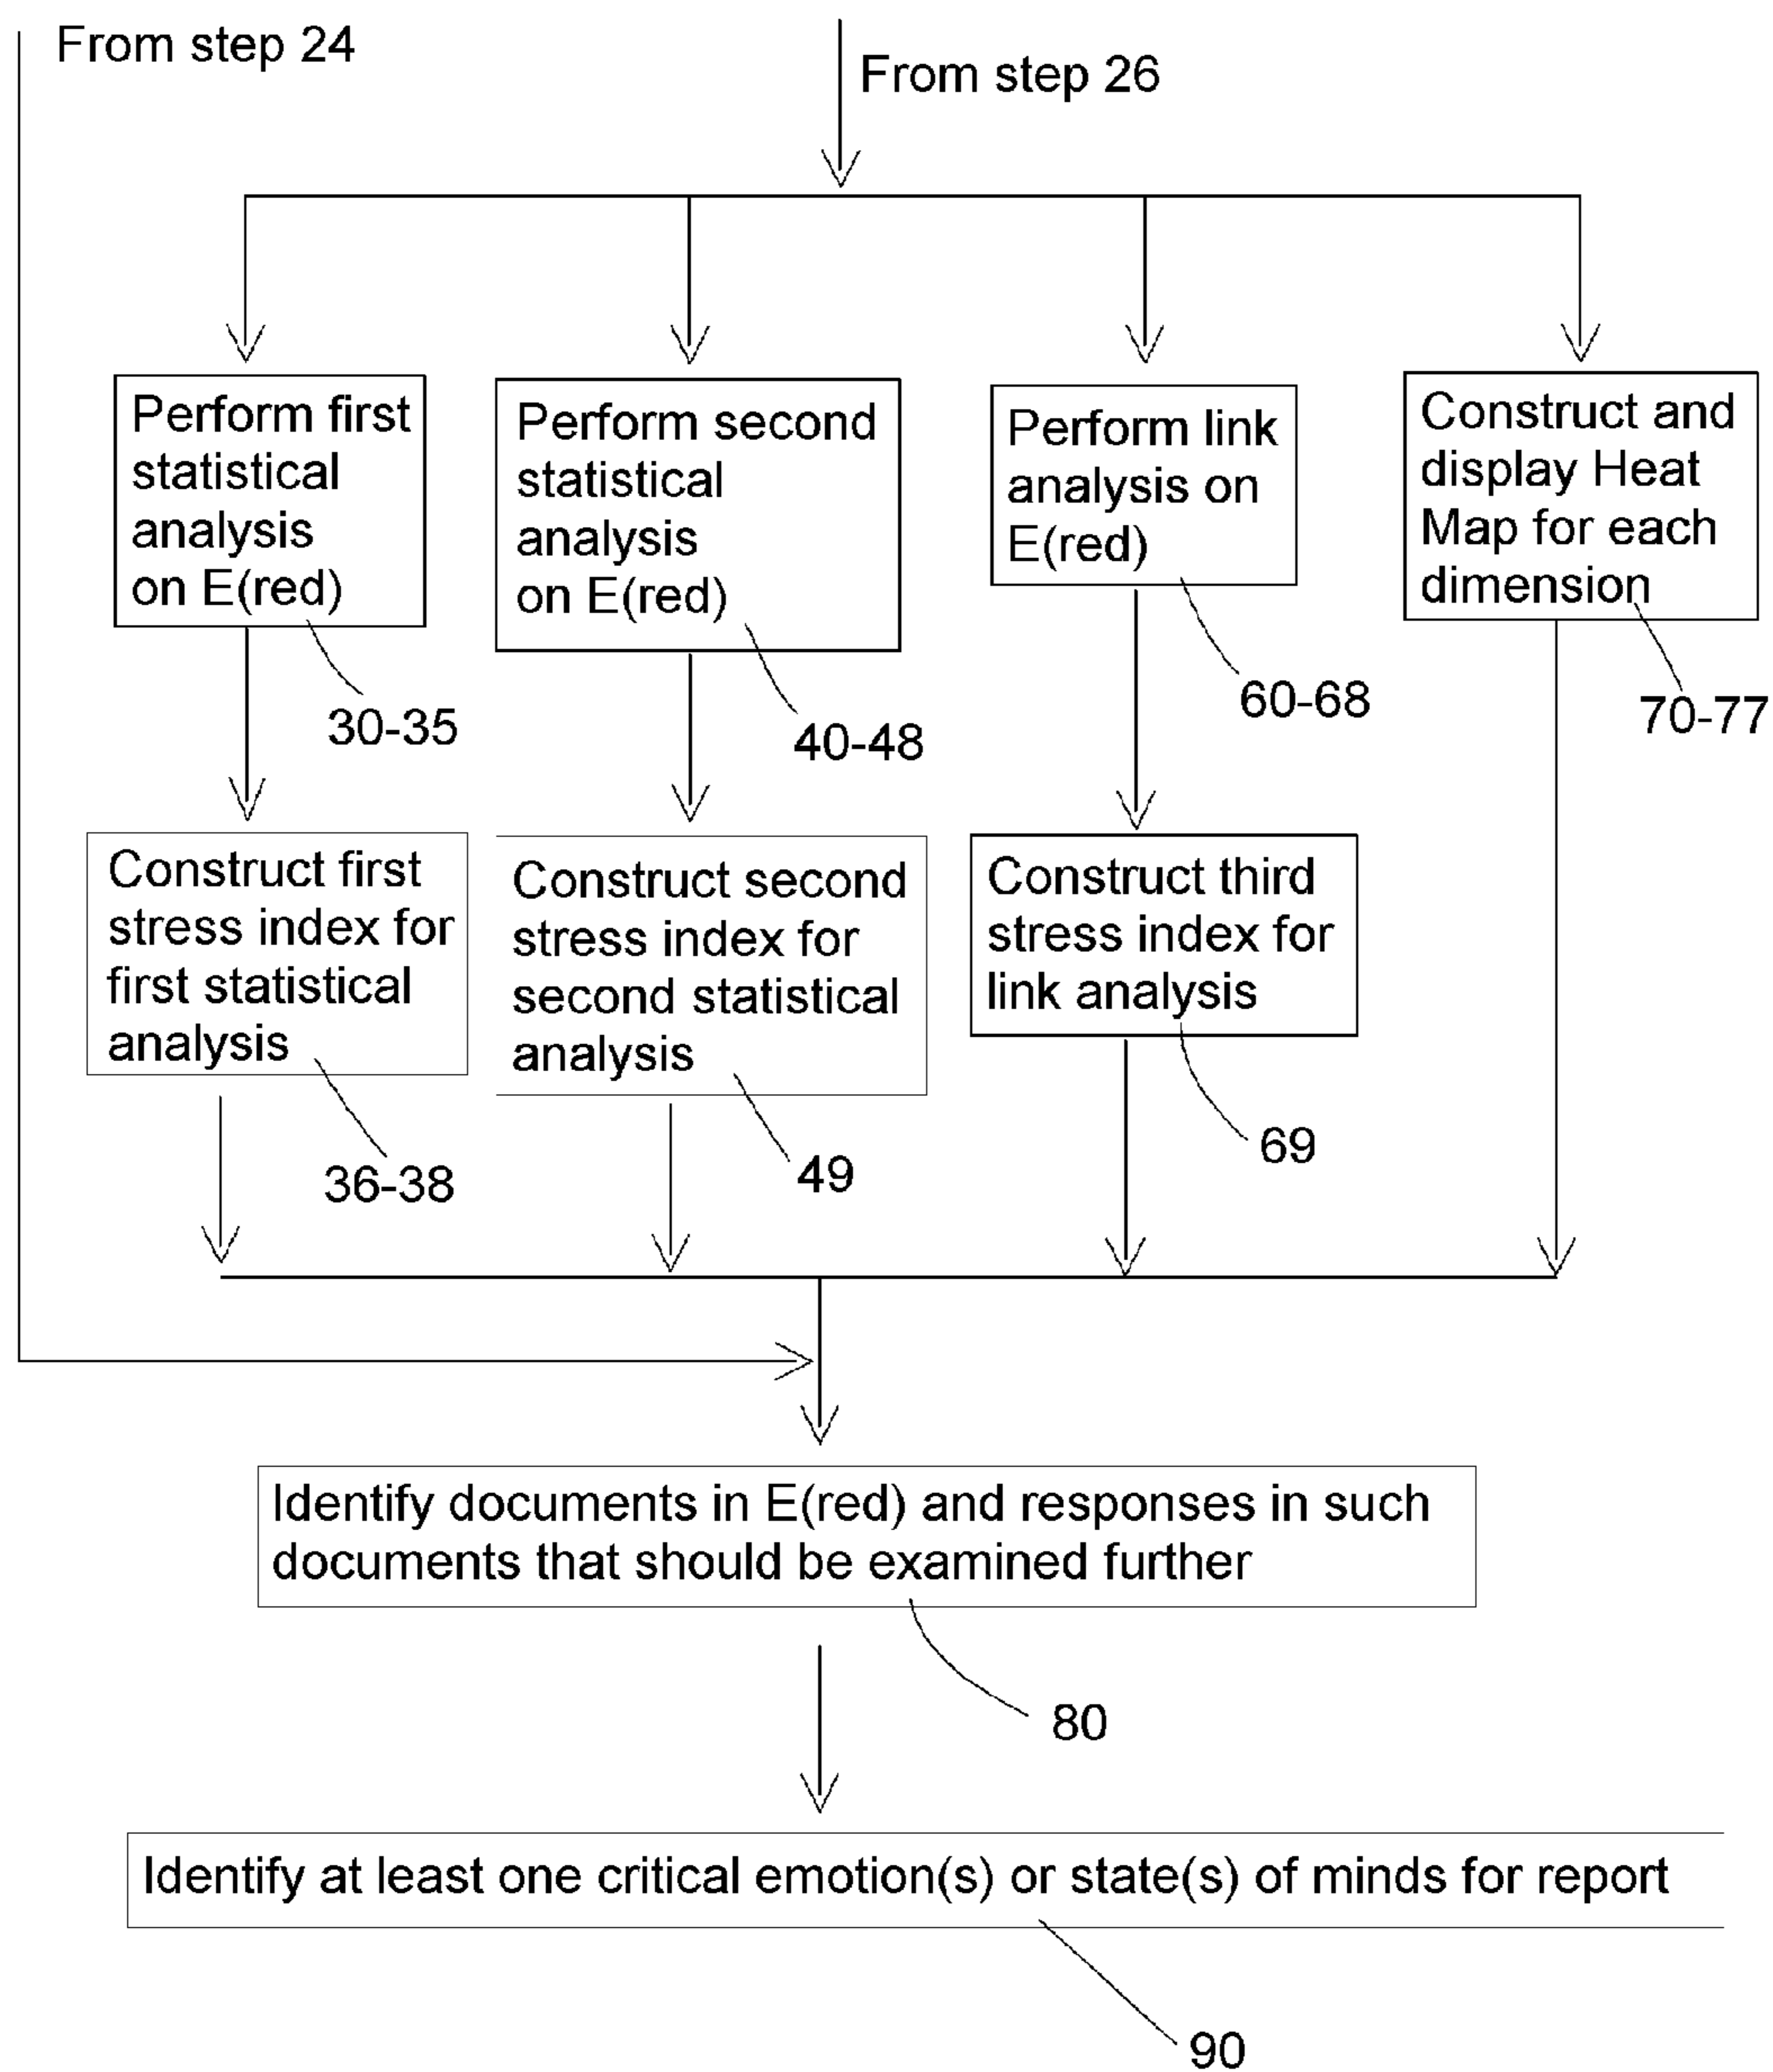 From step 24
From step 26
Perform first
statistical
analysis
on E(red)
30-35
Perform second
statistical
analysis
on E(red)
40-48
Perform link
analysis on
E(red)
60-68
Construct and
display Heat
Map for each
dimension
70-77
Construct first
stress index for
first statistical
analysis
36-38
Construct second
stress index for
second statistical
analysis
49
Construct third
stress index for
link analysis
69
Identify documents in E(red) and responses in such
documents that should be examined further
80
Identify at least one critical emotion(s) or state(s) of minds for report
90